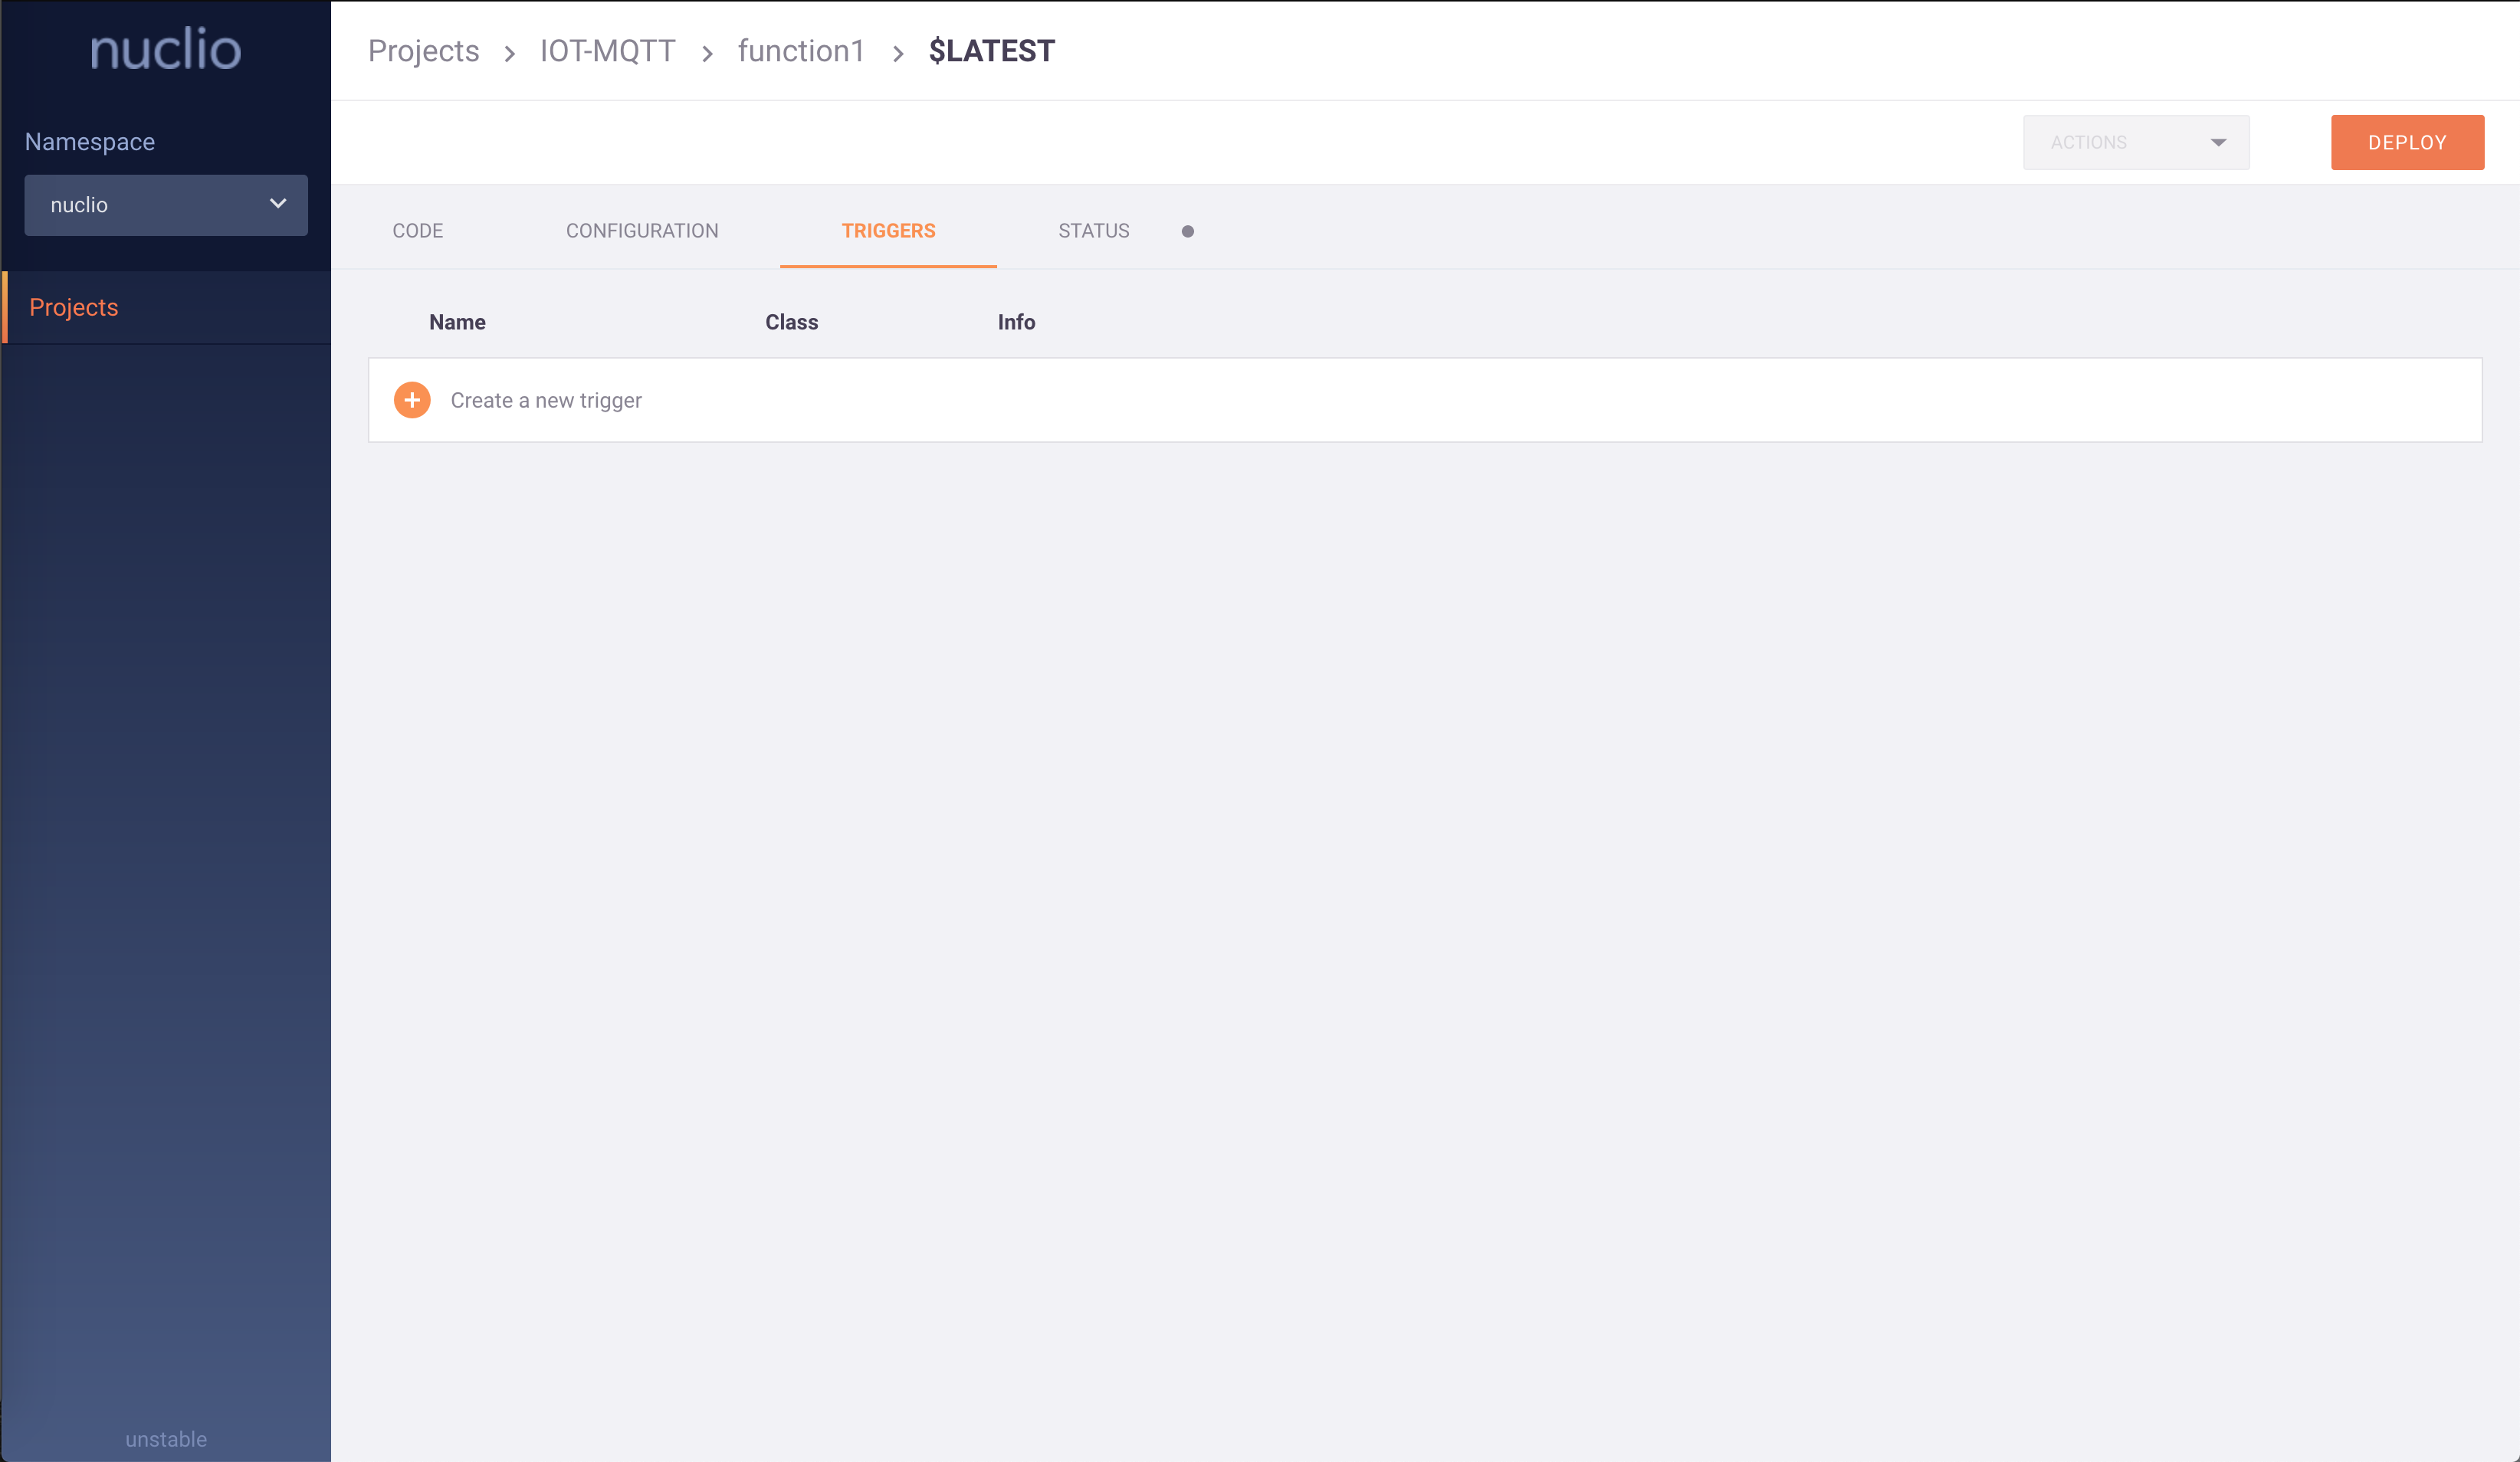 nuclio
Namespace
nuclio
Projects
unstable
Projects > IOT-MQTT > function1 > $LATEST
ACTIONS
DEPLOY
CODE CONFIGURATION TRIGGERS STATUS
Name Class Info
Create a new trigger